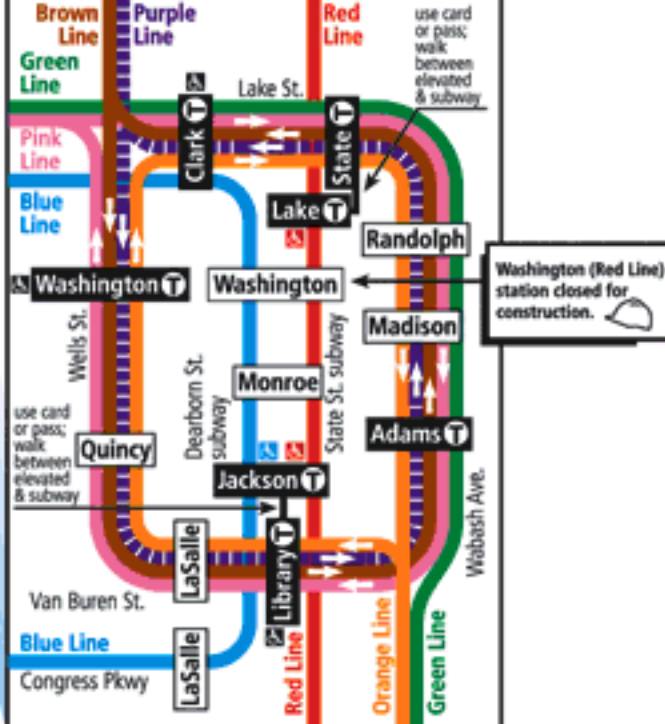 Brown
Line
Purple
Line
Red
Line
use card
or pass;
walk
between
elevated
& subway
Green
Line
Lake St.
Clark T
State T
Pink
Line
Blue
Line
Lake T
Randolph
Washington T
Washington
Washington (Red Line)
station closed for
construction.
Madison
Wells St.
Dearborn St.
subway
State St. subway
Monroe
use card
or pass;
walk
between
elevated
& subway
Quincy
Adams T
Jackson T
Wabash Ave.
LaSalle
Library T
Van Buren St.
Blue Line
LaSalle
Congress Pkwy
Red Line
Orange Line
Green Line